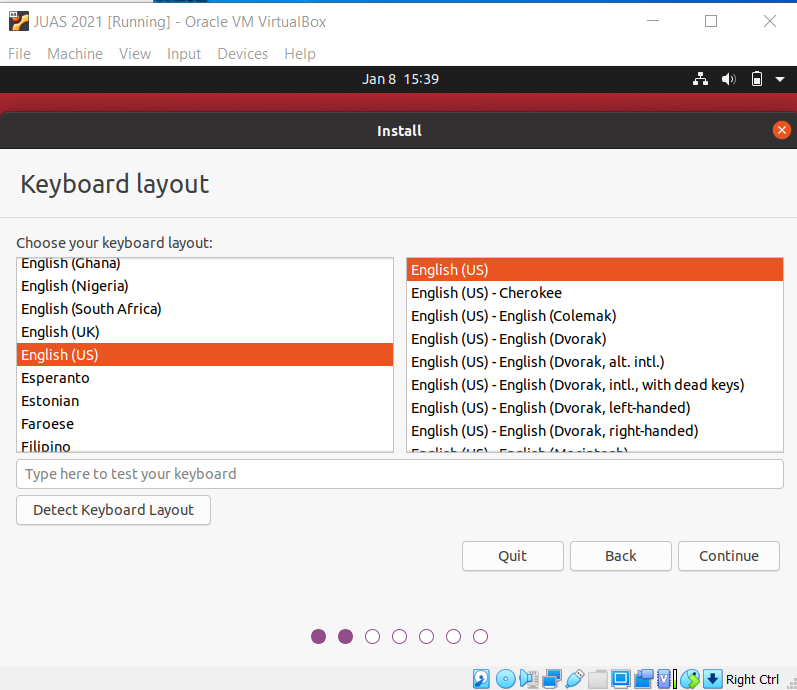 JUAS 2021 [Running] - Oracle VM VirtualBox
File Machine View Input Devices Help
Jan 8 15:39
Install
Keyboard layout
Choose your keyboard layout:
English (Ghana)
English (Nigeria)
English (South Africa)
English (UK)
English (US)
Esperanto
Estonian
Faroese
Filipino
English (US)
English (US) - Cherokee
English (US) - English (Colemak)
English (US) - English (Dvorak)
English (US) - English (Dvorak, alt. intl.)
English (US) - English (Dvorak, intl., with dead keys)
English (US) - English (Dvorak, left-handed)
English (US) - English (Dvorak, right-handed)
English (US) - English (Macintosh)
Type here to test your keyboard
Detect Keyboard Layout
Quit Back Continue
Right Ctrl